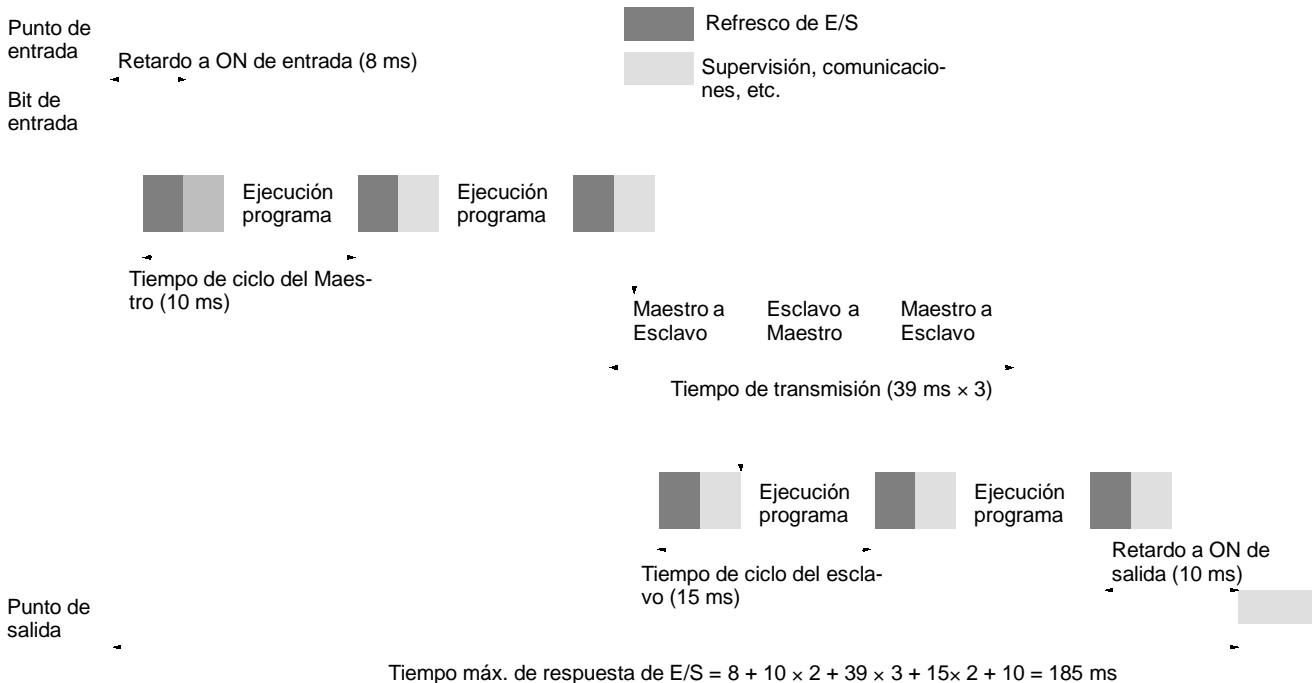 Punto de
entrada
Refresco de E/S
Retardo a ON de entrada (8 ms)
Supervisión, comunicacio-
nes, etc.
Bit de
entrada
Ejecución
programa
Ejecución
programa
Tiempo de ciclo del Maes-
tro (10 ms)
Maestro a
Esclavo
Esclavo a
Maestro
Maestro a
Esclavo
Tiempo de transmisión (39 ms × 3)
Ejecución
programa
Ejecución
programa
Tiempo de ciclo del escla-
vo (15 ms)
Retardo a ON de
salida (10 ms)
Punto de
salida
Tiempo máx. de respuesta de E/S = 8 + 10 × 2 + 39 × 3 + 15× 2 + 10 = 185 ms